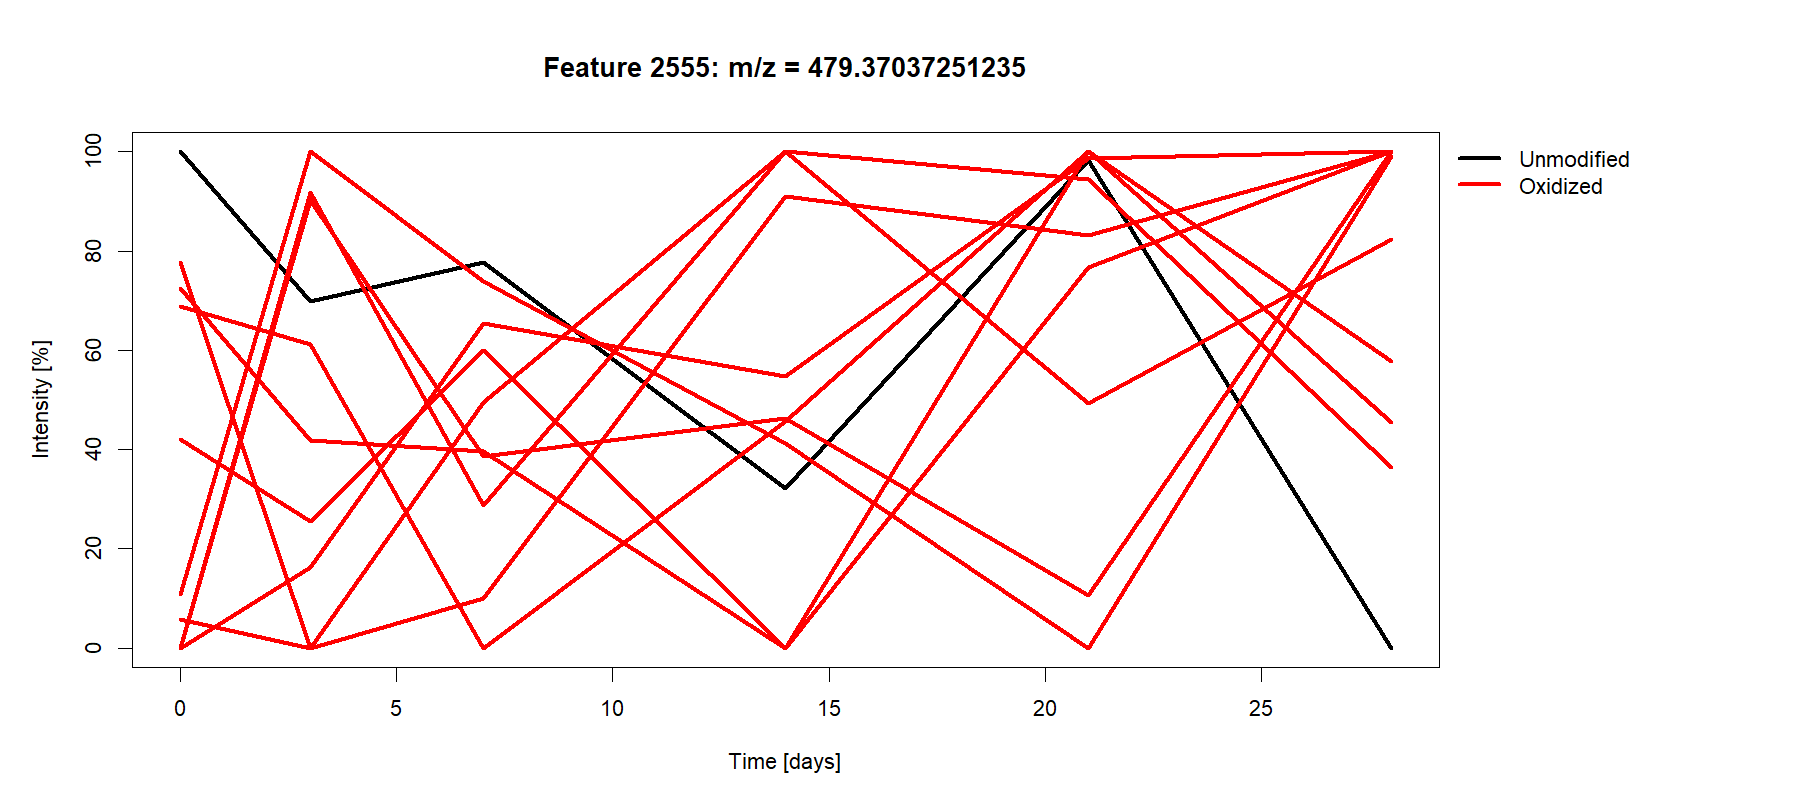 Feature 2555: m/z = 479.37037251235
Unmodified
Oxidized
Intensity [%]
100
80
60
40
20
0
0 5 10 15 20 25
Time [days]